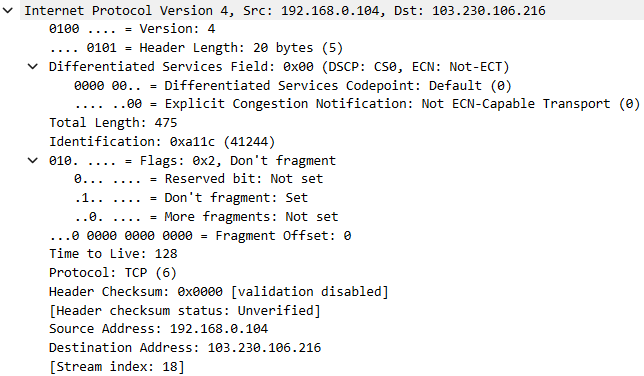 Internet Protocol Version 4, Src: 192.168.0.104, Dst: 103.230.106.216
0100 .... = Version: 4
.... 0101 = Header Length: 20 bytes (5)
Differentiated Services Field: 0x00 (DSCP: CS0, ECN: Not-ECT)
0000 00.. = Differentiated Services Codepoint: Default (0)
.... ..00 = Explicit Congestion Notification: Not ECN-Capable Transport (0)
Total Length: 475
Identification: 0xa11c (41244)
010. .... = Flags: 0x2, Don't fragment
0... .... = Reserved bit: Not set
.1.. .... = Don't fragment: Set
..0. .... = More fragments: Not set
...0 0000 0000 0000 = Fragment Offset: 0
Time to Live: 128
Protocol: TCP (6)
Header Checksum: 0x0000 [validation disabled]
[Header checksum status: Unverified]
Source Address: 192.168.0.104
Destination Address: 103.230.106.216
[Stream index: 18]